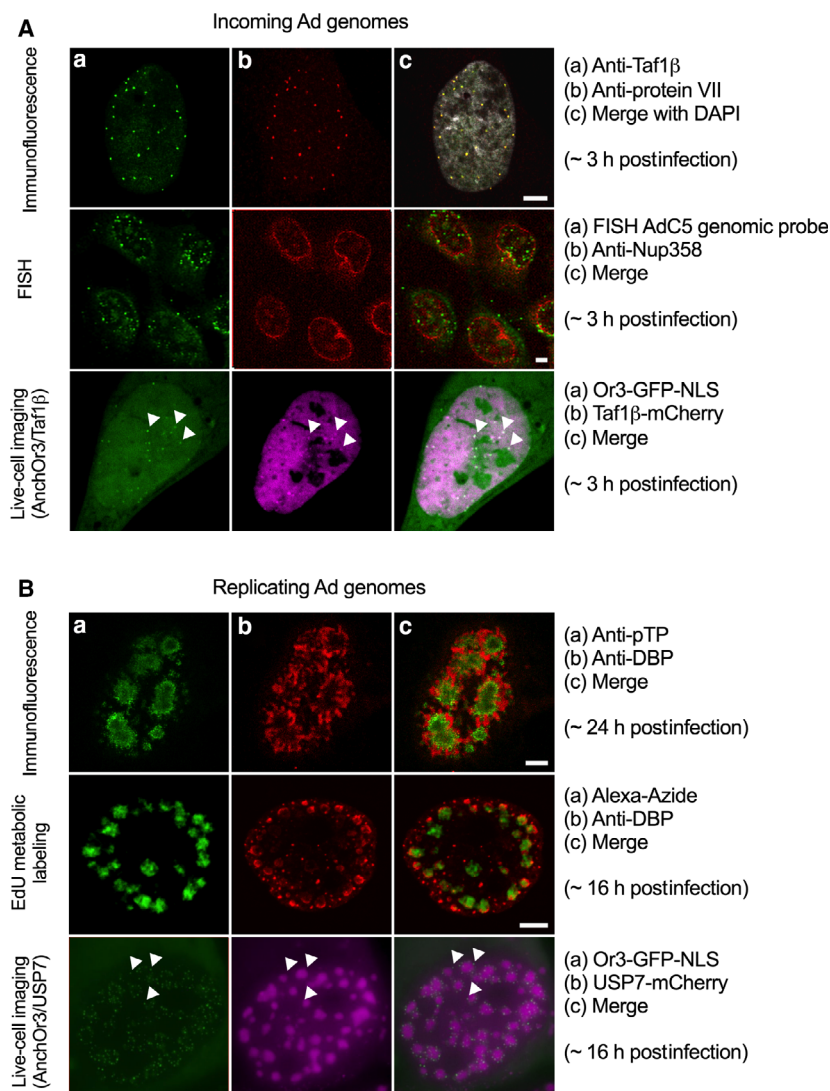 A
Incoming Ad genomes
Immunofluorescence
a
b
c
(a) Anti-Taf1β
(b) Anti-protein VII
(c) Merge with DAPI
(~ 3 h postinfection)
FISH
(a) FISH AdC5 genomic probe
(b) Anti-Nup358
(c) Merge
(~ 3 h postinfection)
Live-cell imaging
(AnchOr3/Taf1β)
(a) Or3-GFP-NLS
(b) Taf1β-mCherry
(c) Merge
(~ 3 h postinfection)
B
Replicating Ad genomes
Immunofluorescence
a
b
c
(a) Anti-pTP
(b) Anti-DBP
(c) Merge
(~ 24 h postinfection)
EdU metabolic
labeling
(a) Alexa-Azide
(b) Anti-DBP
(c) Merge
(~ 16 h postinfection)
Live-cell imaging
(AnchOr3/USP7)
(a) Or3-GFP-NLS
(b) USP7-mCherry
(c) Merge
(~ 16 h postinfection)